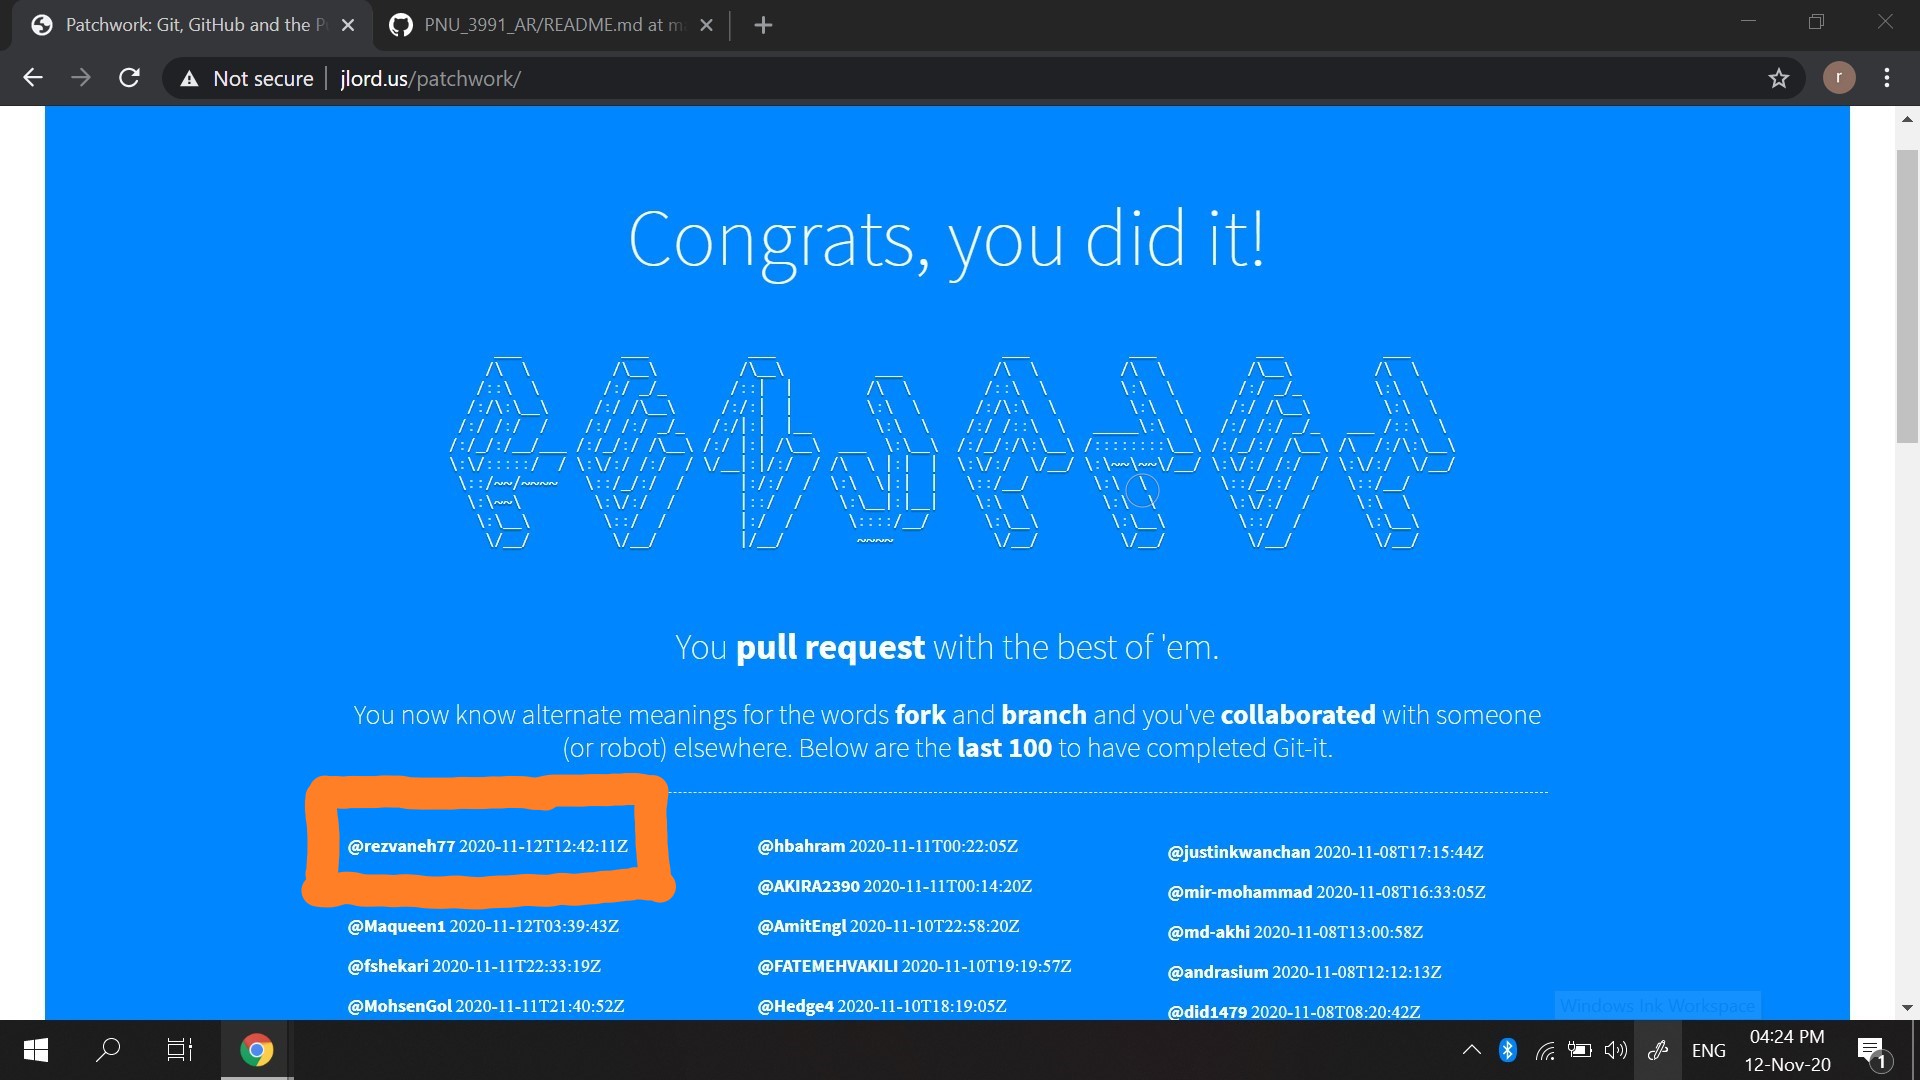 Patchwork: Git, GitHub and the P
PNU_3991_AR/README.md at m
Not secure
jlord.us/patchwork/
r
Congrats, you did it!
You pull request with the best of 'em.
You now know alternate meanings for the words fork and branch and you've collaborated with someone
(or robot) elsewhere. Below are the last 100 to have completed Git-it.
@rezvaneh77 2020-11-12T12:42:11Z
@Maqueen1 2020-11-12T03:39:43Z
@fshekari 2020-11-11T22:33:19Z
@MohsenGol 2020-11-11T21:40:52Z
@hbahram 2020-11-11T00:22:05Z
@AKIRA2390 2020-11-11T00:14:20Z
@AmitEngl 2020-11-10T22:58:20Z
@FATEMEHVAKILI 2020-11-10T19:19:57Z
@Hedge4 2020-11-10T18:19:05Z
@justinkwanchan 2020-11-08T17:15:44Z
@mir-mohammad 2020-11-08T16:33:05Z
@md-akhi 2020-11-08T13:00:58Z
@andrasium 2020-11-08T12:12:13Z
@did1479 2020-11-08T08:20:42Z
Windows Ink Workspace
ENG
04:24 PM
12-Nov-20
1